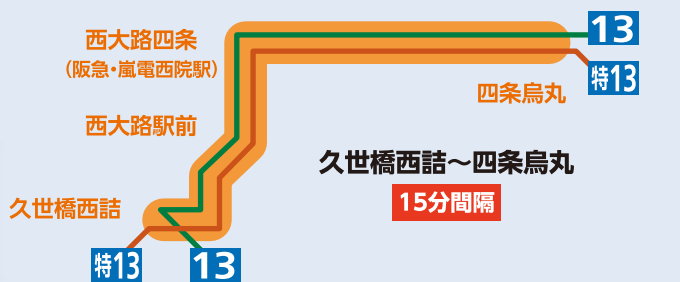 西大路四条
（阪急・嵐電西院駅）
13
特13
四条烏丸
西大路駅前
久世橋西詰～四条烏丸
15分間隔
久世橋西詰
特13
13